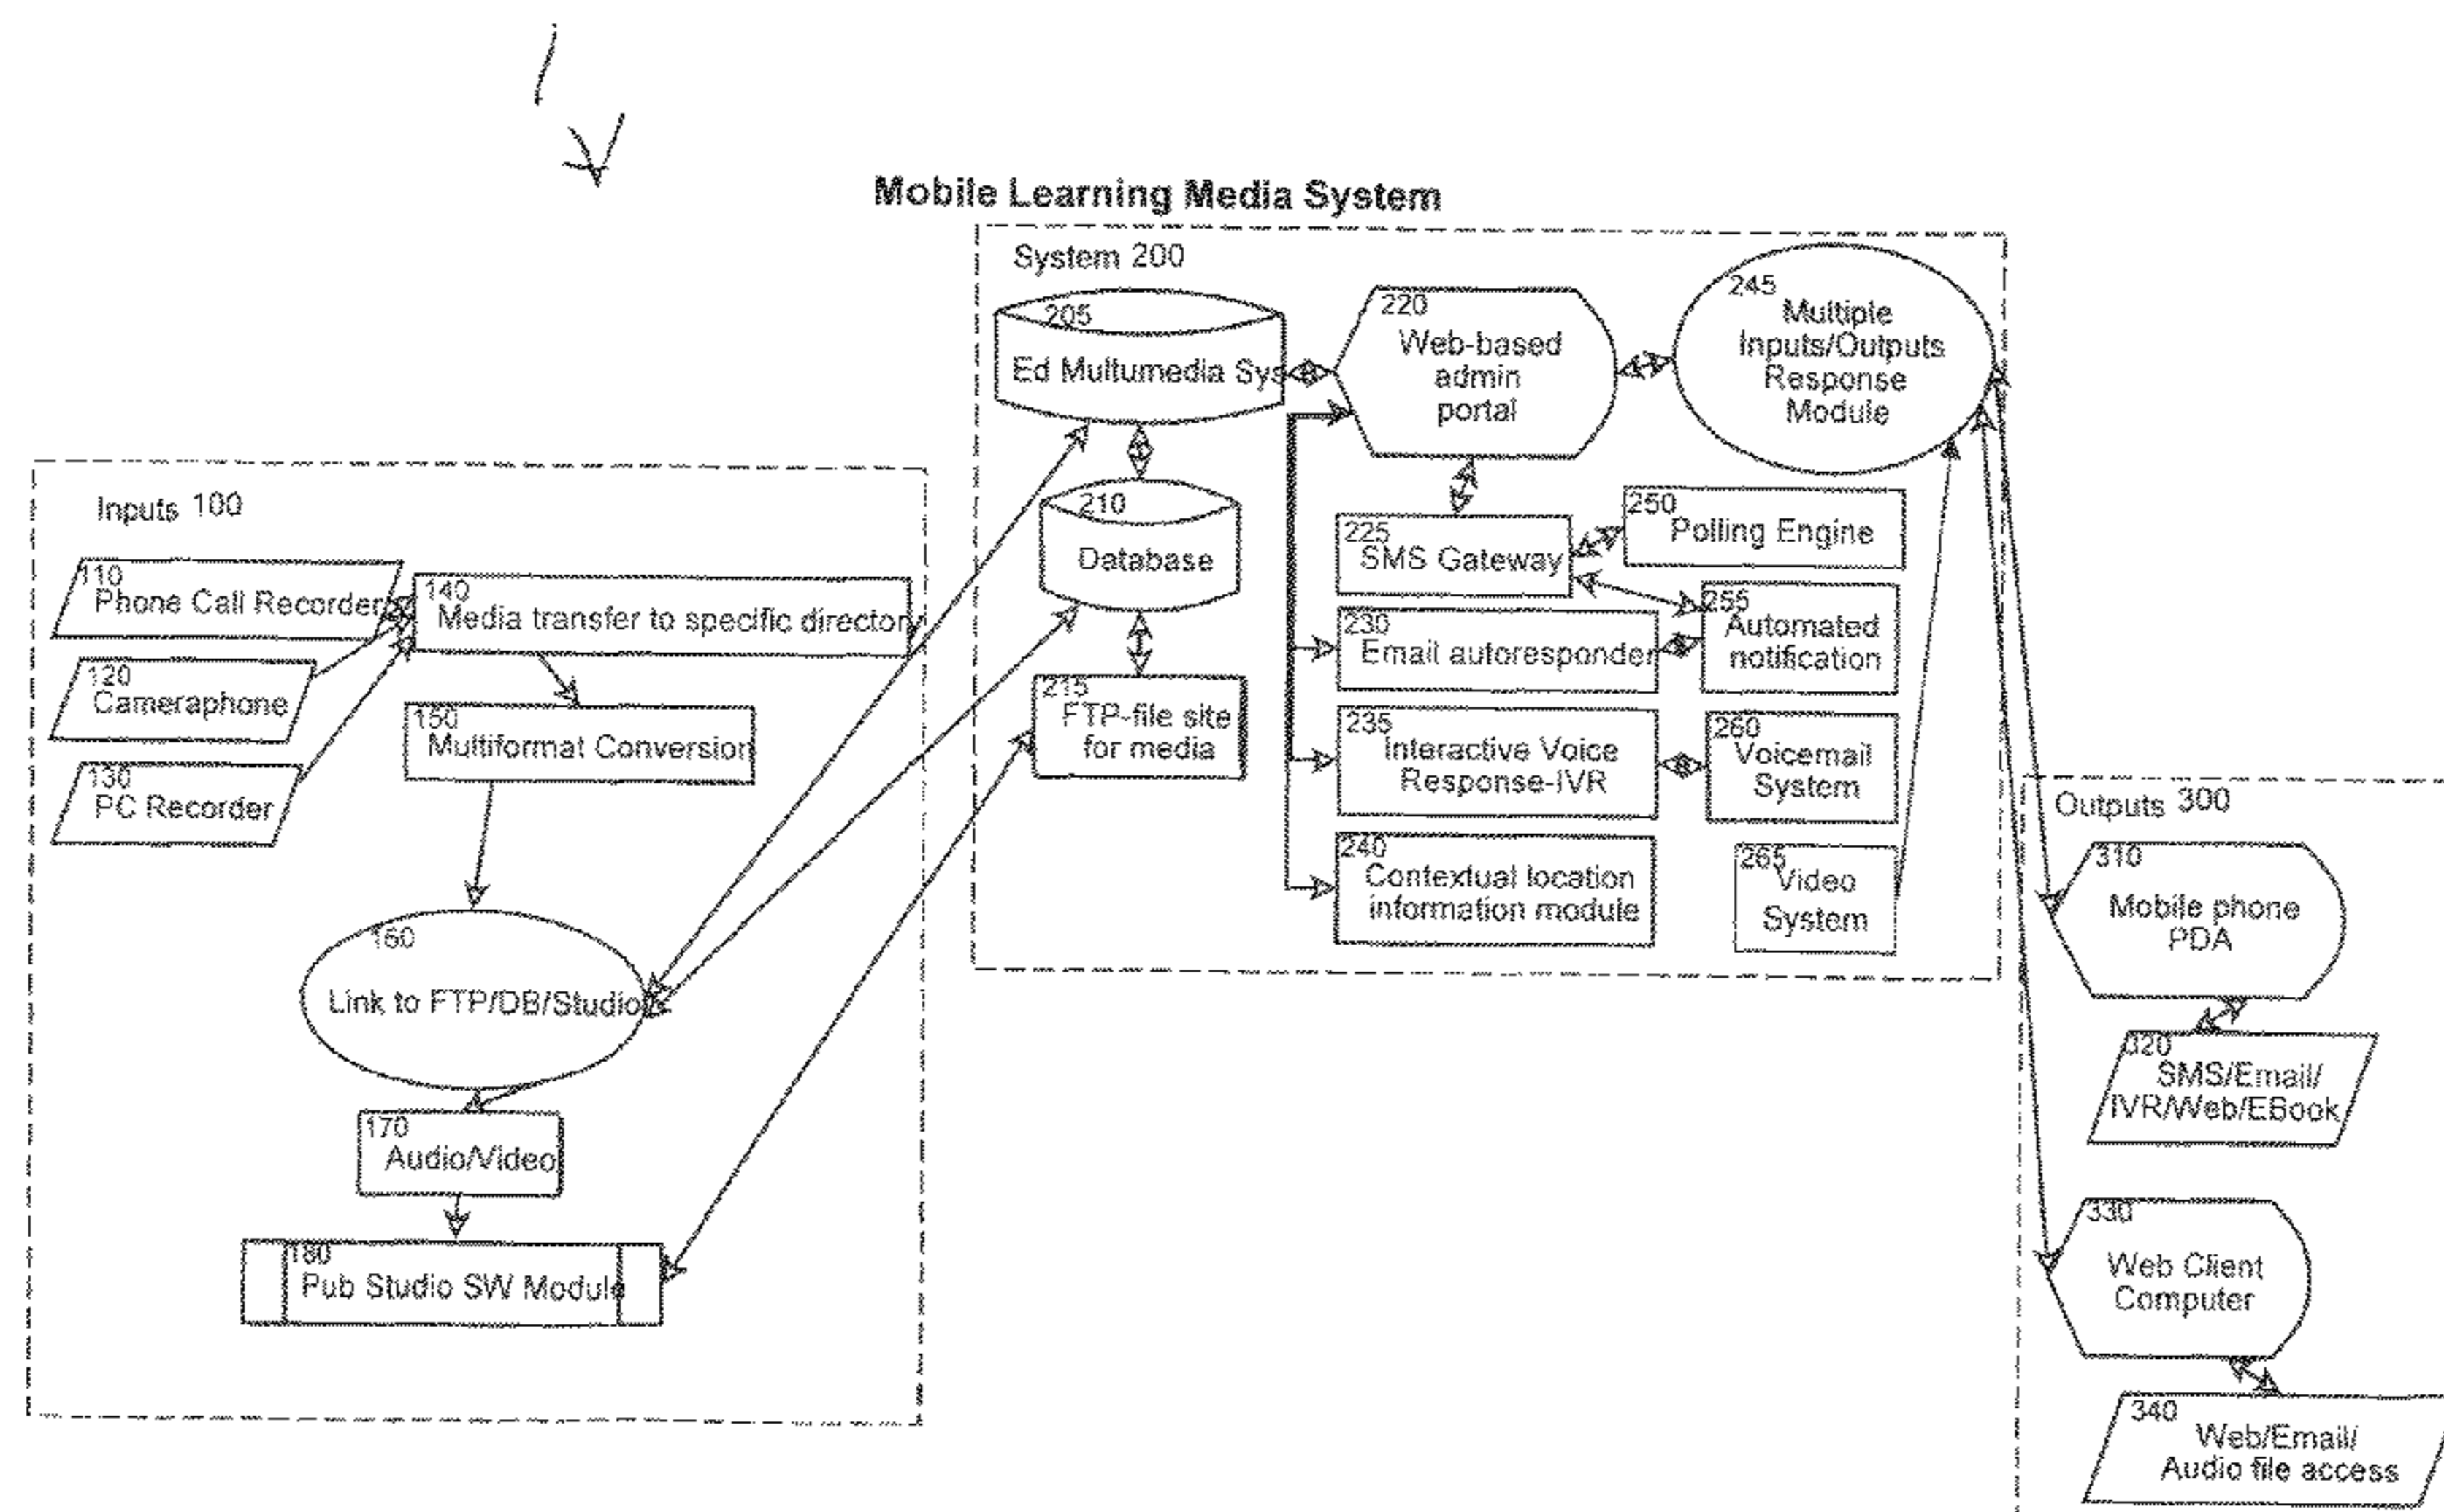 1
Mobile Learning Media System
Inputs 100
110
Phone Call Recorder
120
Cameraphone
130
PC Recorder
140
Media transfer to specific directory
150
Multiformat Conversion
160
Link to FTP/DB/Studio
170
Audio/Video
180
Pub Studio SW Module
System 200
205
Ed Multumedia Sys
210
Database
215
FTP-file site
for media
220
Web-based
admin
portal
225
SMS Gateway
230
Email autoresponder
235
Interactive Voice
Response-IVR
240
Contextual location
information module
245
Multiple
Inputs/Outputs
Response
Module
250
Polling Engine
255
Automated
notification
260
Voicemail
System
265
Video
System
Outputs 300
310
Mobile phone
PDA
320
SMS/Email/
IVR/Web/EBook
330
Web Client
Computer
340
Web/Email/
Audio file access